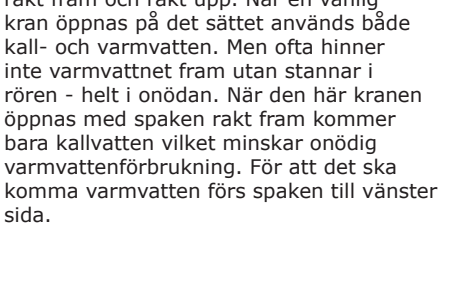 rakt fram och rakt upp. När en vanlig
kran öppnas på det sättet används både
kall- och varmvatten. Men ofta hinner
inte varmvattnet fram utan stannar i
rören - helt i onödan. När den här kranen
öppnas med spaken rakt fram kommer
bara kallvatten vilket minskar onödig
varmvattenförbrukning. För att det ska
komma varmvatten förs spaken till vänster
sida.